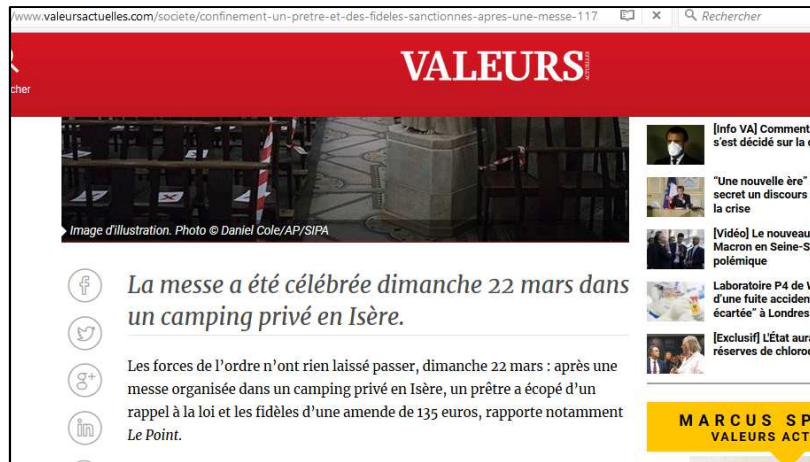 /www.valeursactuelles.com/societe/confinement-un-pretre-et-des-fideles-sanctionnes-apres-une-messe-117
Rechercher
cher
VALEURS
ACTUELLES
Image d'illustration. Photo © Daniel Cole/AP/SIPA
La messe a été célébrée dimanche 22 mars dans
un camping privé en Isère.
Les forces de l'ordre n'ont rien laissé passer, dimanche 22 mars : après une
messe organisée dans un camping privé en Isère, un prêtre a écopé d'un
rappel à la loi et les fidèles d'une amende de 135 euros, rapporte notamment
Le Point.
[Info VA] Comment
s'est décidé sur la
"Une nouvelle ère"
secret un discours
la crise
[Vidéo] Le nouveau
Macron en Seine-S
polémique
Laboratoire P4 de W
d'une fuite acciden
écartée" à Londres
[Exclusif] L'État aur
réserves de chloroc
MARCUS SP
VALEURS ACT